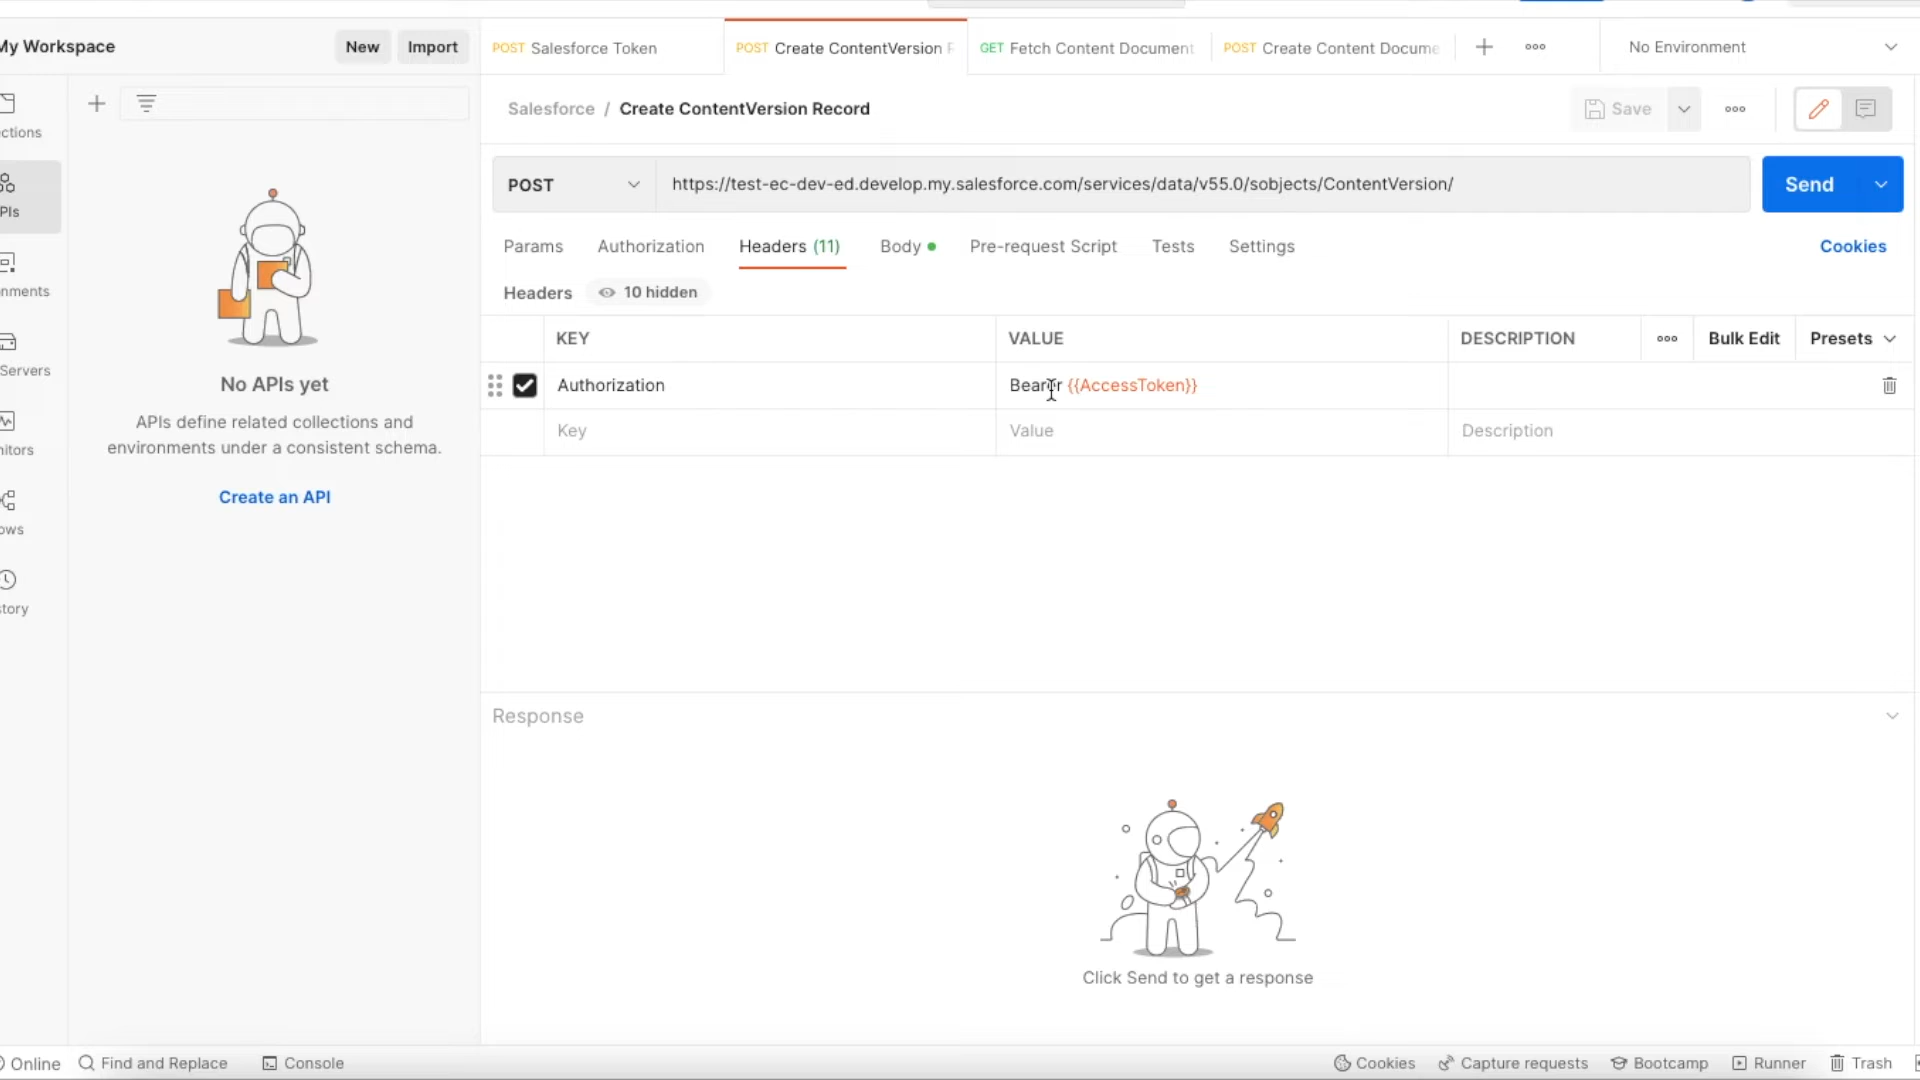 My Workspace
New
Import
POST Salesforce Token
POST Create ContentVersion
GET Fetch Content Document
POST Create Content Docume
No Environment
Salesforce / Create ContentVersion Record
Save
POST
https://test-ec-dev-ed.develop.my.salesforce.com/services/data/v55.0/sobjects/ContentVersion/
Send
Params
Authorization
Headers (11)
Body
Pre-request Script
Tests
Settings
Cookies
Headers
10 hidden
KEY
VALUE
DESCRIPTION
Bulk Edit
Presets
Authorization
Bearer {{AccessToken}}
Key
Value
Description
ctions
PIs
nments
Servers
nitors
ows
story
No APIs yet
APIs define related collections and
environments under a consistent schema.
Create an API
Response
Click Send to get a response
Online
Find and Replace
Console
Cookies
Capture requests
Bootcamp
Runner
Trash